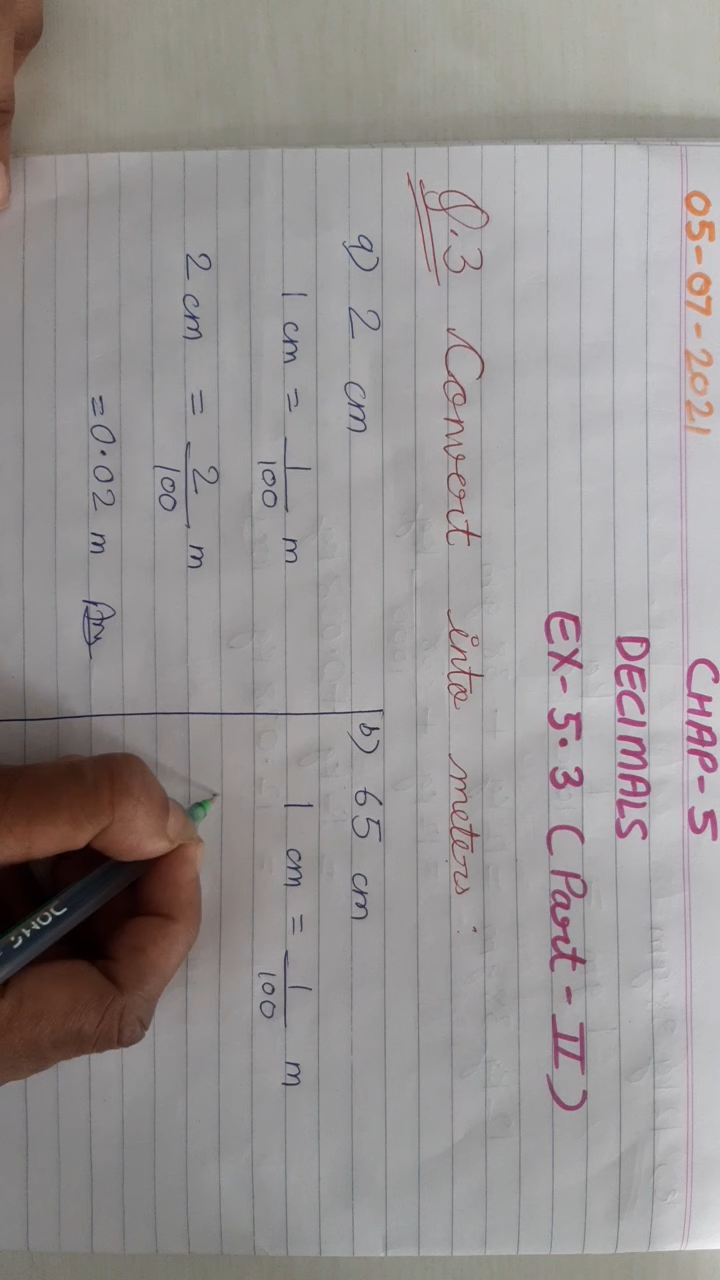 05-07-2021
CHAP-5
DECIMALS
EX-5.3 (Part-II)
Q.3 Convert into meters:
a) 2 cm
1 cm = 1/100 m
2 cm = 2/100 m
= 0.02 m Ans
b) 65 cm
1 cm = 1/100 m